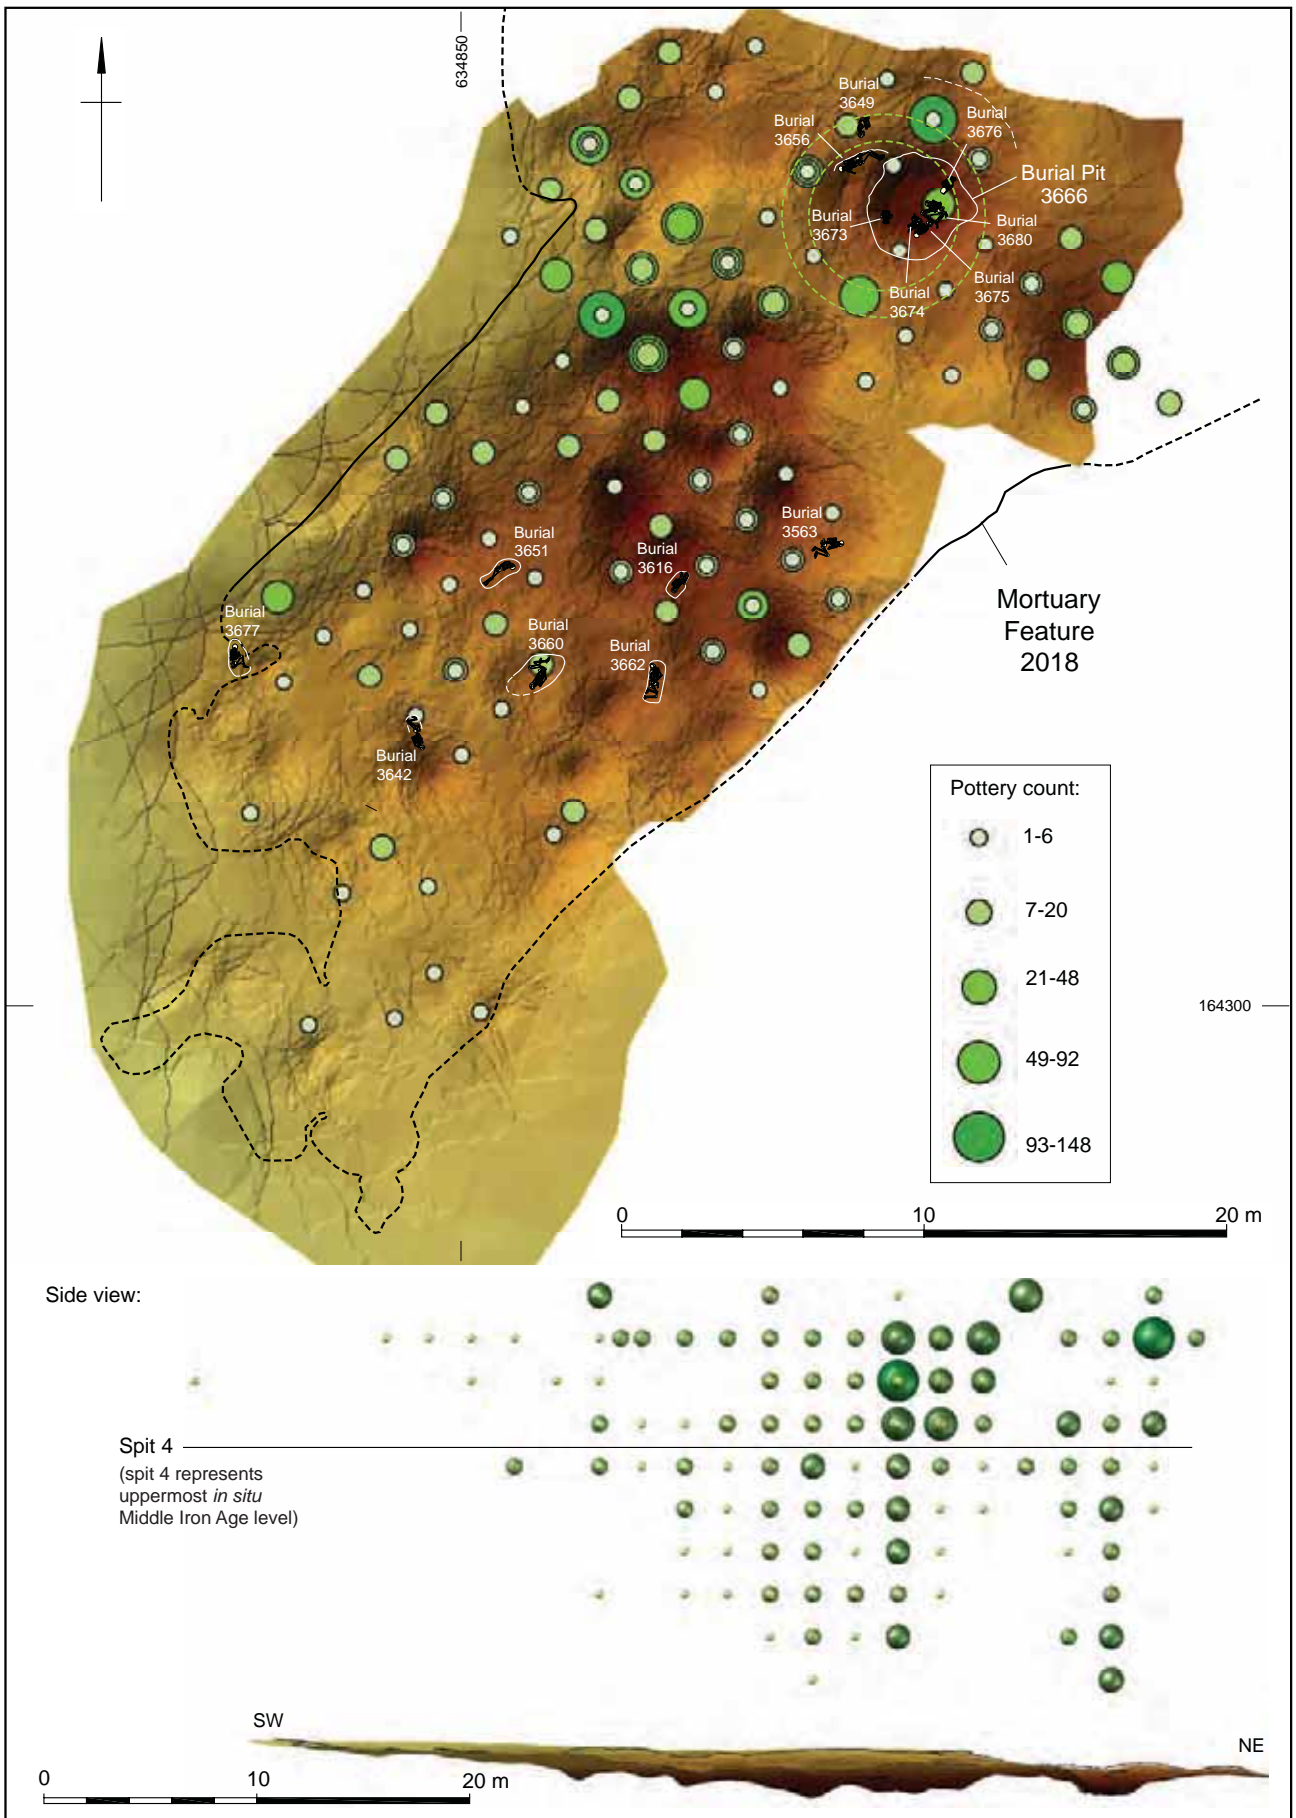 634850
Burial
3649
Burial
3656
Burial
3676
Burial Pit
3666
Burial
3673
Burial
3680
Burial
3674
Burial
3675
Burial
3651
Burial
3616
Burial
3563
Burial
3677
Burial
3660
Burial
3662
Burial
3642
Mortuary
Feature
2018
Pottery count:
1-6
7-20
21-48
49-92
93-148
164300
0 10 20 m
Side view:
Spit 4
(spit 4 represents
uppermost in situ
Middle Iron Age level)
SW
NE
0 10 20 m